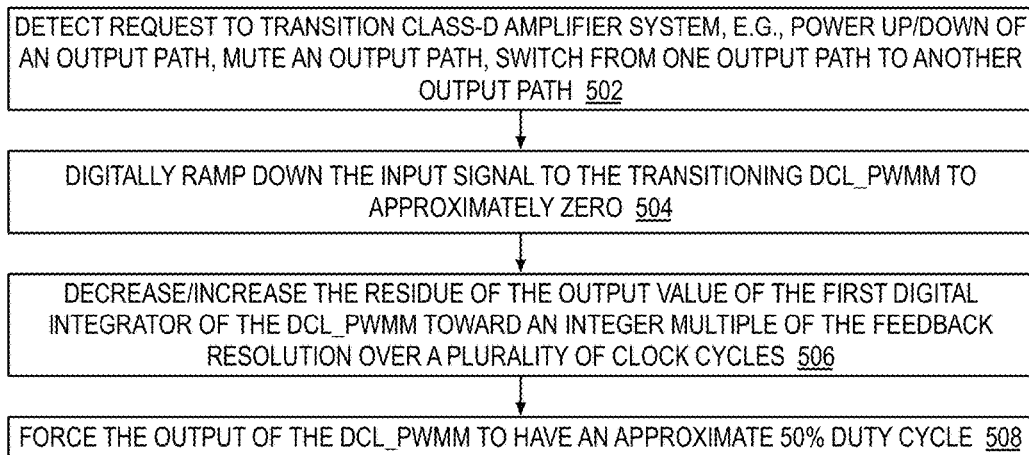 DETECT REQUEST TO TRANSITION CLASS-D AMPLIFIER SYSTEM, E.G., POWER UP/DOWN OF
AN OUTPUT PATH, MUTE AN OUTPUT PATH, SWITCH FROM ONE OUTPUT PATH TO ANOTHER
OUTPUT PATH 502
DIGITALLY RAMP DOWN THE INPUT SIGNAL TO THE TRANSITIONING DCL_PWMM TO
APPROXIMATELY ZERO 504
DECREASE/INCREASE THE RESIDUE OF THE OUTPUT VALUE OF THE FIRST DIGITAL
INTEGRATOR OF THE DCL_PWMM TOWARD AN INTEGER MULTIPLE OF THE FEEDBACK
RESOLUTION OVER A PLURALITY OF CLOCK CYCLES 506
FORCE THE OUTPUT OF THE DCL_PWMM TO HAVE AN APPROXIMATE 50% DUTY CYCLE 508